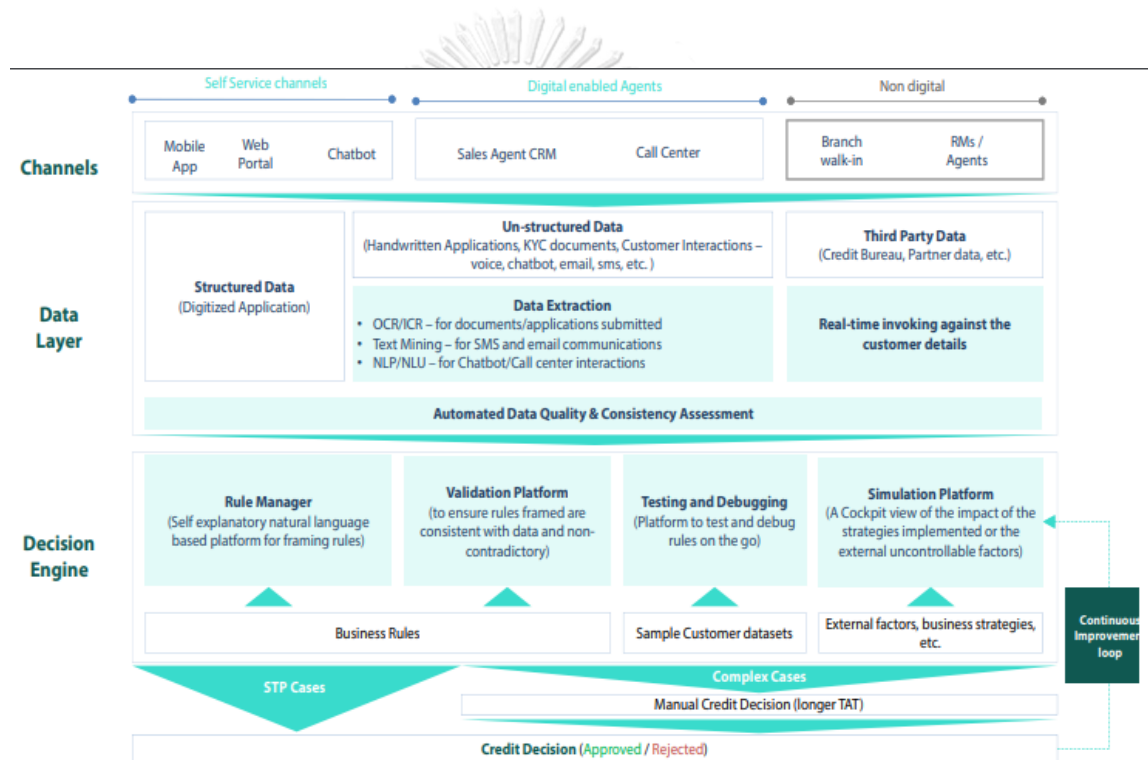 Self Service channels
Digital enabled Agents
Non digital
Channels
Mobile
App
Web
Portal
Chatbot
Sales Agent CRM
Call Center
Branch
walk-in
RMs /
Agents
Data
Layer
Structured Data
(Digitized Application)
Un-structured Data
(Handwritten Applications, KYC documents, Customer Interactions –
voice, chatbot, email, sms, etc. )
Third Party Data
(Credit Bureau, Partner data, etc.)
Data Extraction
• OCR/ICR – for documents/applications submitted
• Text Mining – for SMS and email communications
• NLP/NLU – for Chatbot/Call center interactions
Real-time invoking against the
customer details
Automated Data Quality & Consistency Assessment
Decision
Engine
Rule Manager
(Self explanatory natural language
based platform for framing rules)
Validation Platform
(to ensure rules framed are
consistent with data and non-
contradictory)
Testing and Debugging
(Platform to test and debug
rules on the go)
Simulation Platform
(A Cockpit view of the impact of the
strategies implemented or the
external uncontrollable factors)
Business Rules
Sample Customer datasets
External factors, business strategies,
etc.
Continuous
Improvemen
loop
STP Cases
Complex Cases
Manual Credit Decision (longer TAT)
Credit Decision (Approved / Rejected)